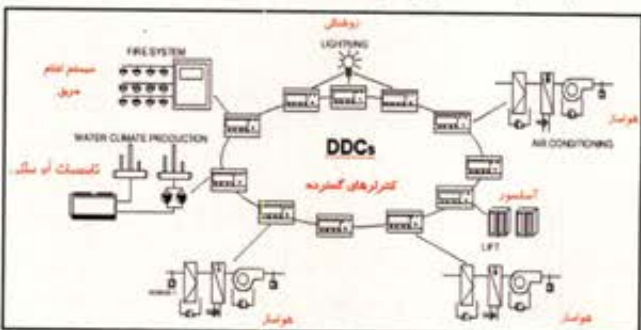 روشنائی
LIGHTNING
FIRE SYSTEM
سیستم اعلام
حریق
هواساز
AIR CONDITIONING
WATER CLIMATE PRODUCTION
تاسیسات آب
DDCs
کنترلرهای گسترده
آسانسور
LIFT
هواساز
هواساز